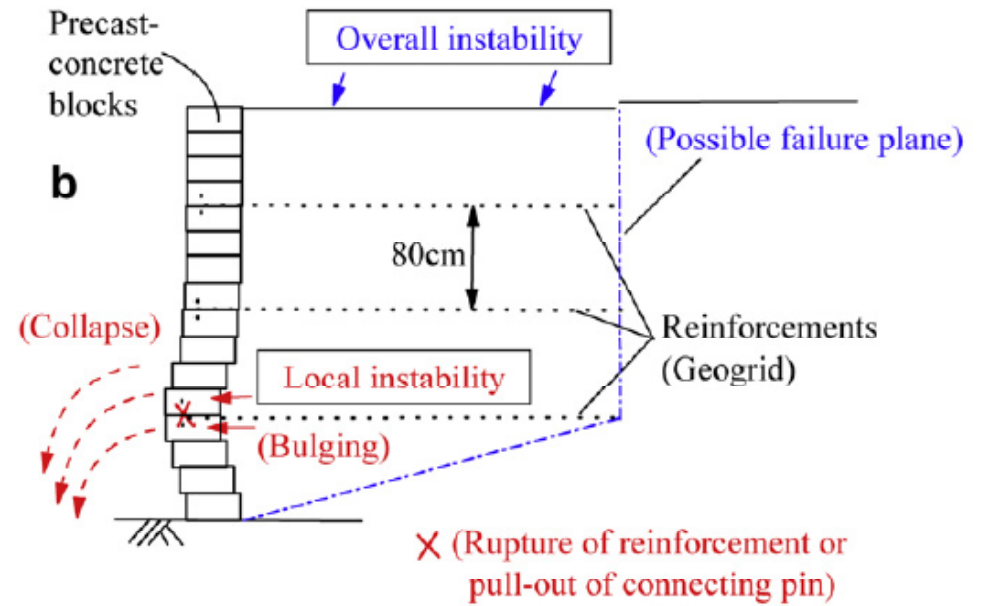 Precast-
concrete
blocks
Overall instability
(Possible failure plane)
b
80cm
(Collapse)
Reinforcements
(Geogrid)
Local instability
(Bulging)
X (Rupture of reinforcement or
pull-out of connecting pin)